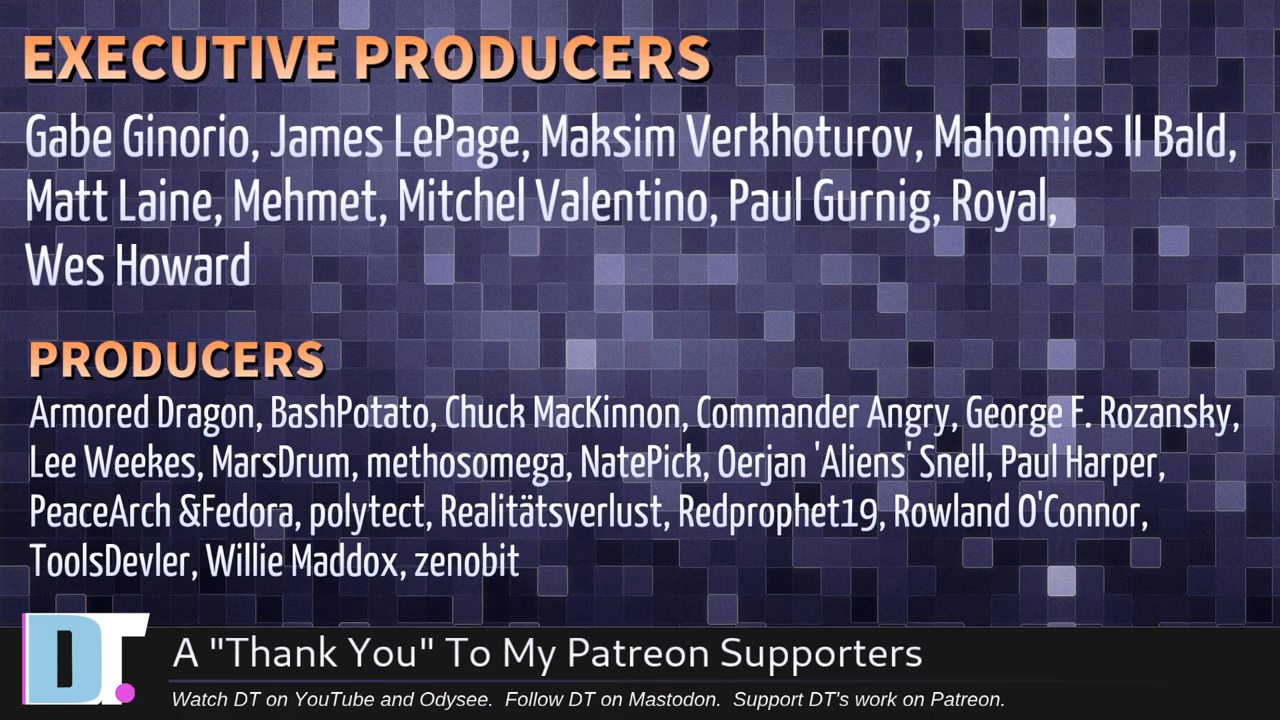 EXECUTIVE PRODUCERS
Gabe Ginorio, James LePage, Maksim Verkhoturov, Mahomies II Bald,
Matt Laine, Mehmet, Mitchel Valentino, Paul Gurnig, Royal,
Wes Howard
PRODUCERS
Armored Dragon, BashPotato, Chuck MacKinnon, Commander Angry, George F. Rozansky,
Lee Weekes, MarsDrum, methosomega, NatePick, Oerjan 'Aliens' Snell, Paul Harper,
PeaceArch &Fedora, polytect, Realitätsverlust, Redprophet19, Rowland O'Connor,
ToolsDevler, Willie Maddox, zenobit
DT.
A "Thank You" To My Patreon Supporters
Watch DT on YouTube and Odysee.  Follow DT on Mastodon.  Support DT's work on Patreon.